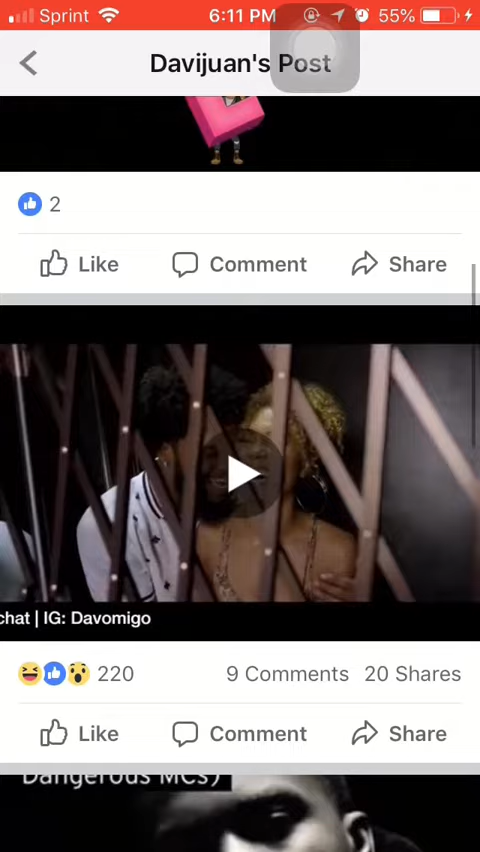 Sprint 6:11 PM 55%
Davijuan's Post
2
Like Comment Share
chat | IG: Davomigo
220 9 Comments 20 Shares
Like Comment Share
Dangerous MCs)